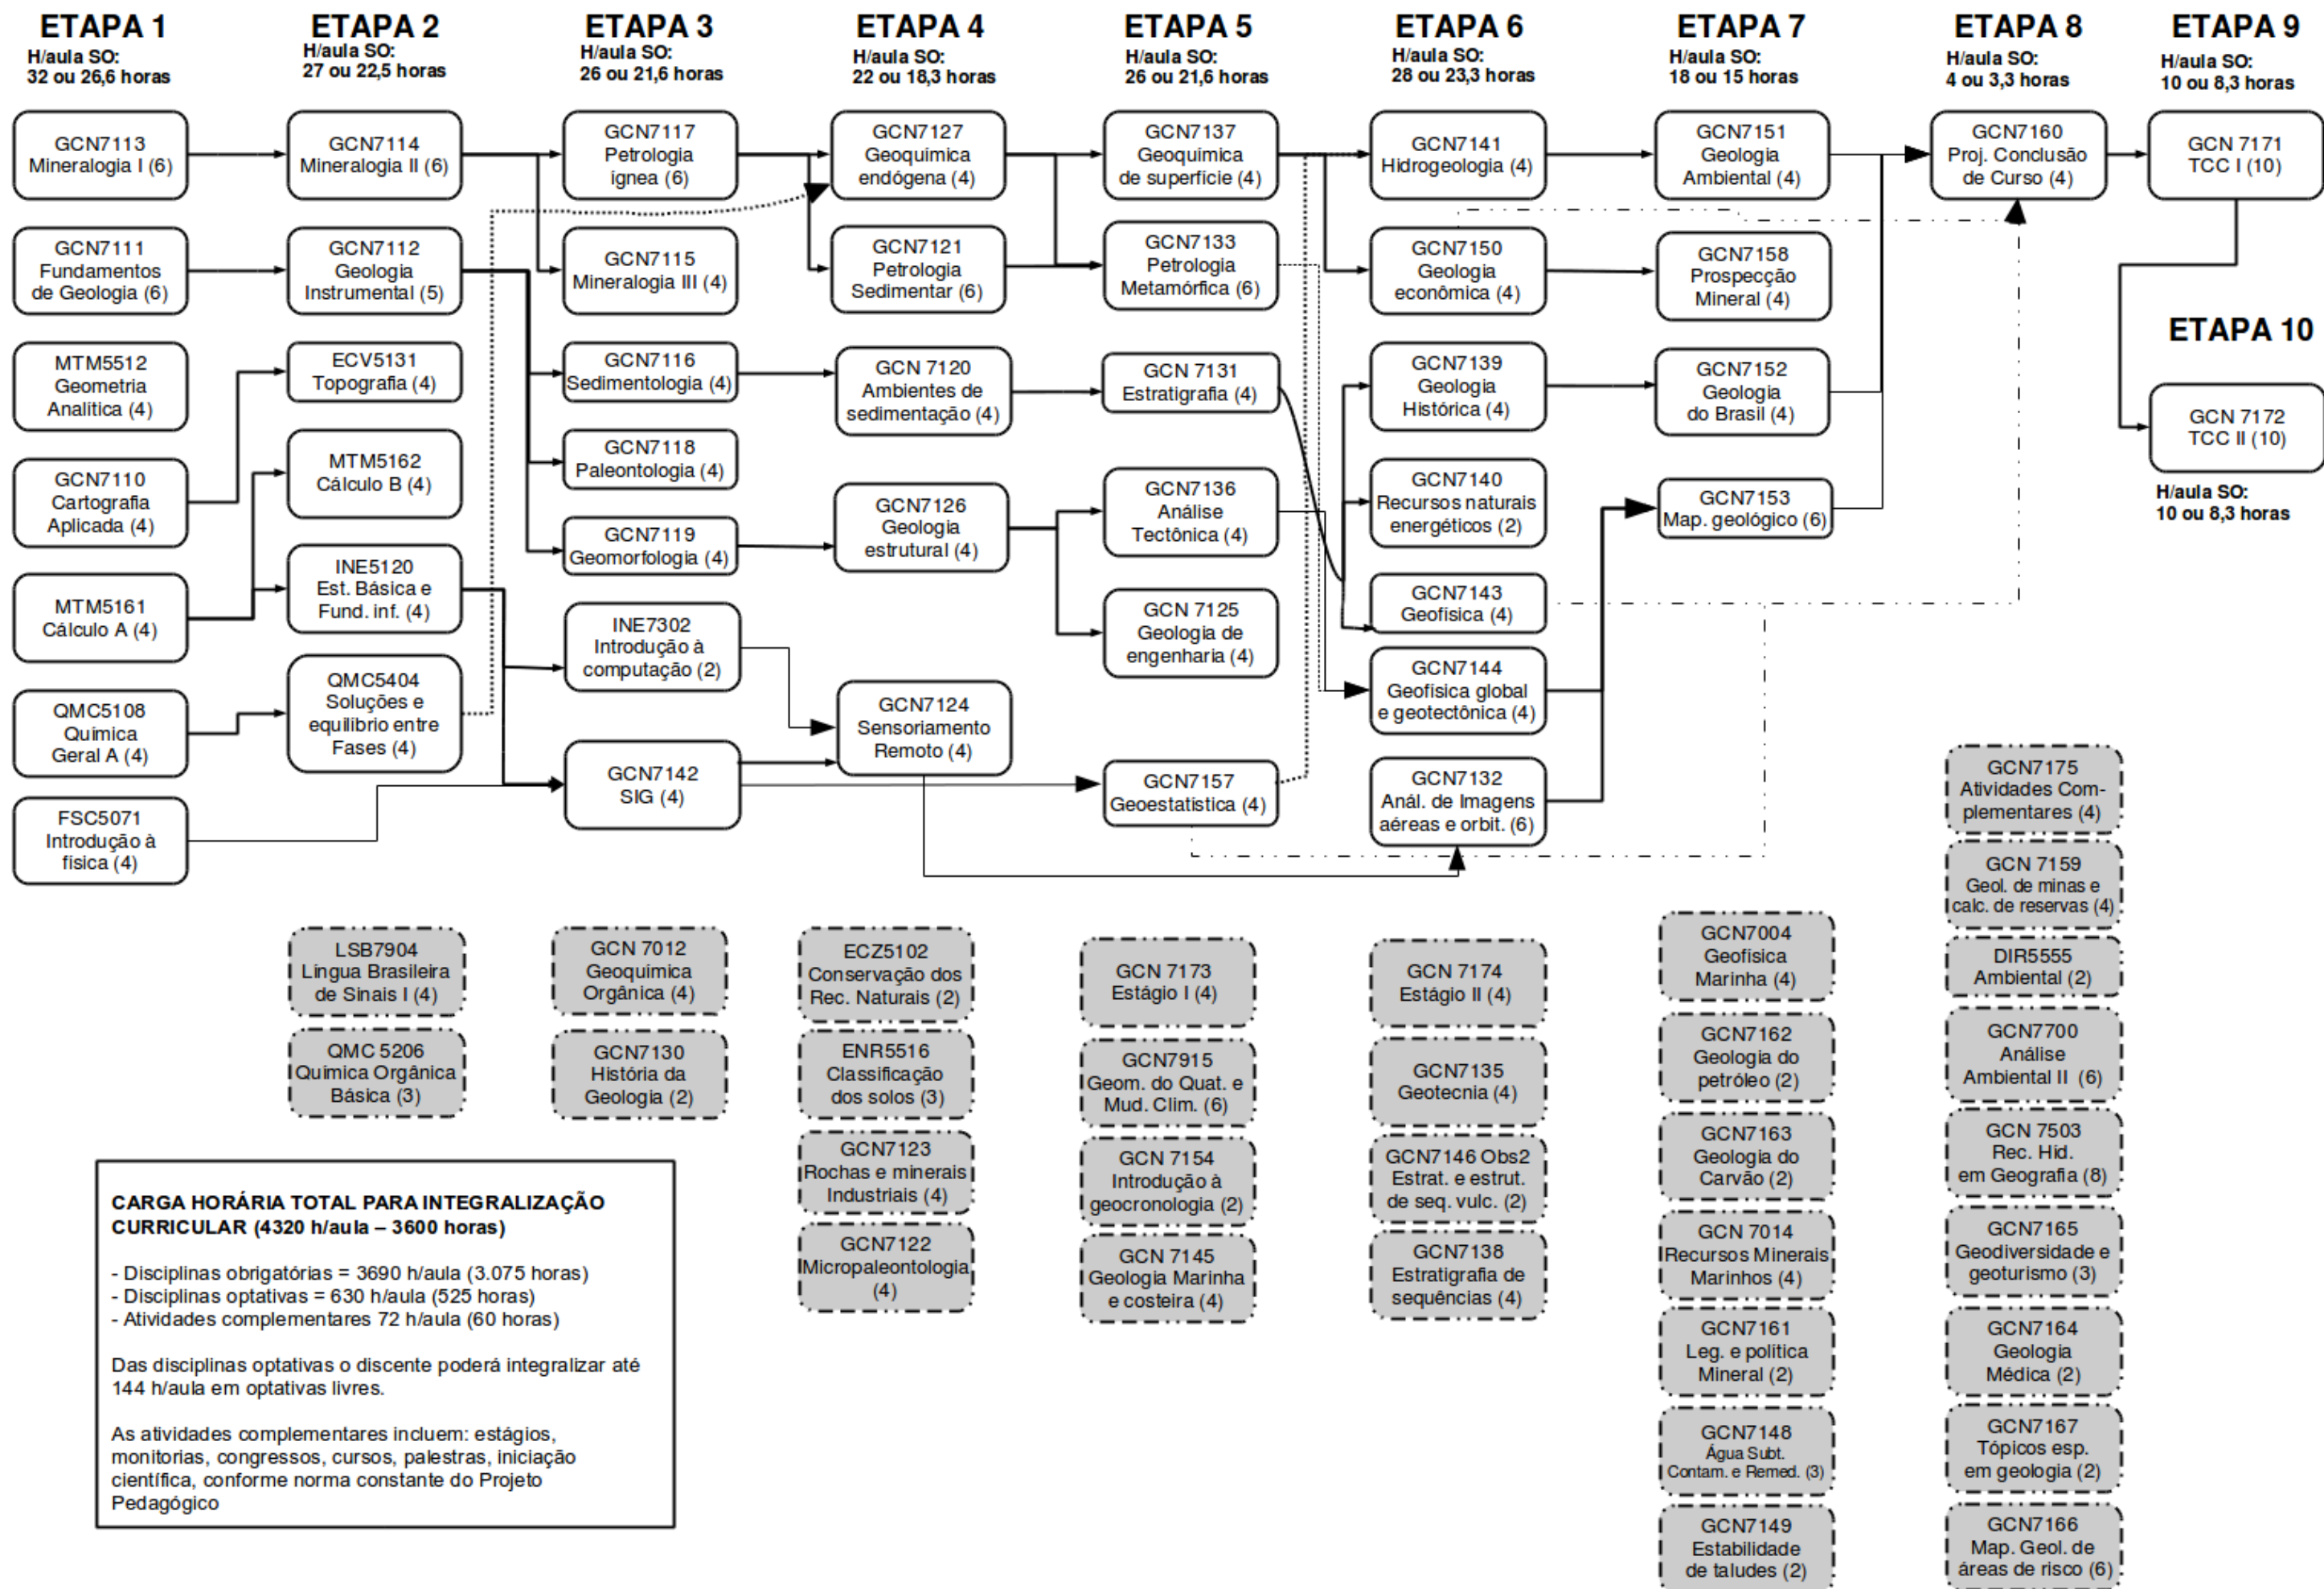 ETAPA 1
H/aula SO:
32 ou 26,6 horas
GCN7113
Mineralogia I (6)
GCN7111
Fundamentos
de Geologia (6)
MTM5512
Geometria
Analítica (4)
GCN7110
Cartografia
Aplicada (4)
MTM5161
Cálculo A (4)
QMC5108
Química
Geral A (4)
FSC5071
Introdução à
física (4)
ETAPA 2
H/aula SO:
27 ou 22,5 horas
GCN7114
Mineralogia II (6)
GCN7112
Geologia
Instrumental (5)
ECV5131
Topografia (4)
MTM5162
Cálculo B (4)
INE5120
Est. Básica e
Fund. inf. (4)
QMC5404
Soluções e
equilíbrio entre
Fases (4)
LSB7904
Língua Brasileira
de Sinais I (4)
QMC 5206
Química Orgânica
Básica (3)
ETAPA 3
H/aula SO:
26 ou 21,6 horas
GCN7117
Petrologia
ígnea (6)
GCN7115
Mineralogia III (4)
GCN7116
Sedimentologia (4)
GCN7118
Paleontologia (4)
GCN7119
Geomorfologia (4)
INE7302
Introdução à
computação (2)
GCN7142
SIG (4)
GCN 7012
Geoquímica
Orgânica (4)
GCN7130
História da
Geologia (2)
ETAPA 4
H/aula SO:
22 ou 18,3 horas
GCN7127
Geoquímica
endógena (4)
GCN7121
Petrologia
Sedimentar (6)
GCN 7120
Ambientes de
sedimentação (4)
GCN7126
Geologia
estrutural (4)
GCN7124
Sensoriamento
Remoto (4)
ECZ5102
Conservação dos
Rec. Naturais (2)
ENR5516
Classificação
dos solos (3)
GCN7123
Rochas e minerais
Industriais (4)
GCN7122
Micropaleontologia
(4)
ETAPA 5
H/aula SO:
26 ou 21,6 horas
GCN7137
Geoquímica
de superfície (4)
GCN7133
Petrologia
Metamórfica (6)
GCN 7131
Estratigrafia (4)
GCN7136
Análise
Tectônica (4)
GCN 7125
Geologia de
engenharia (4)
GCN7157
Geoestatística (4)
GCN 7173
Estágio I (4)
GCN7915
Geom. do Quat. e
Mud. Clim. (6)
GCN 7154
Introdução à
geocronologia (2)
GCN 7145
Geologia Marinha
e costeira (4)
ETAPA 6
H/aula SO:
28 ou 23,3 horas
GCN7141
Hidrogeologia (4)
GCN7150
Geologia
econômica (4)
GCN7139
Geologia
Histórica (4)
GCN7140
Recursos naturais
energéticos (2)
GCN7143
Geofísica (4)
GCN7144
Geofísica global
e geotectônica (4)
GCN7132
Anál. de Imagens
aéreas e orbit. (6)
GCN 7174
Estágio II (4)
GCN7135
Geotecnia (4)
GCN7146 Obs2
Estrat. e estrut.
de seq. vulc. (2)
GCN7138
Estratigrafia de
sequências (4)
ETAPA 7
H/aula SO:
18 ou 15 horas
GCN7151
Geologia
Ambiental (4)
GCN7158
Prospecção
Mineral (4)
GCN7152
Geologia
do Brasil (4)
GCN7153
Map. geológico (6)
GCN7004
Geofísica
Marinha (4)
GCN7162
Geologia do
petróleo (2)
GCN7163
Geologia do
Carvão (2)
GCN 7014
Recursos Minerais
Marinhos (4)
GCN7161
Leg. e política
Mineral (2)
GCN7148
Água Subt.
Contam. e Remed. (3)
GCN7149
Estabilidade
de taludes (2)
ETAPA 8
H/aula SO:
4 ou 3,3 horas
GCN7160
Proj. Conclusão
de Curso (4)
GCN7175
Atividades Com-
plementares (4)
GCN 7159
Geol. de minas e
calc. de reservas (4)
DIR5555
Ambiental (2)
GCN7700
Análise
Ambiental II (6)
GCN 7503
Rec. Hid.
em Geografia (8)
GCN7165
Geodiversidade e
geoturismo (3)
GCN7164
Geologia
Médica (2)
GCN7167
Tópicos esp.
em geologia (2)
GCN7166
Map. Geol. de
áreas de risco (6)
ETAPA 9
H/aula SO:
10 ou 8,3 horas
GCN 7171
TCC I (10)
ETAPA 10
GCN 7172
TCC II (10)
H/aula SO:
10 ou 8,3 horas
CARGA HORÁRIA TOTAL PARA INTEGRALIZAÇÃO
CURRICULAR (4320 h/aula – 3600 horas)
- Disciplinas obrigatórias = 3690 h/aula (3.075 horas)
- Disciplinas optativas = 630 h/aula (525 horas)
- Atividades complementares 72 h/aula (60 horas)
Das disciplinas optativas o discente poderá integralizar até
144 h/aula em optativas livres.
As atividades complementares incluem: estágios,
monitorias, congressos, cursos, palestras, iniciação
científica, conforme norma constante do Projeto
Pedagógico